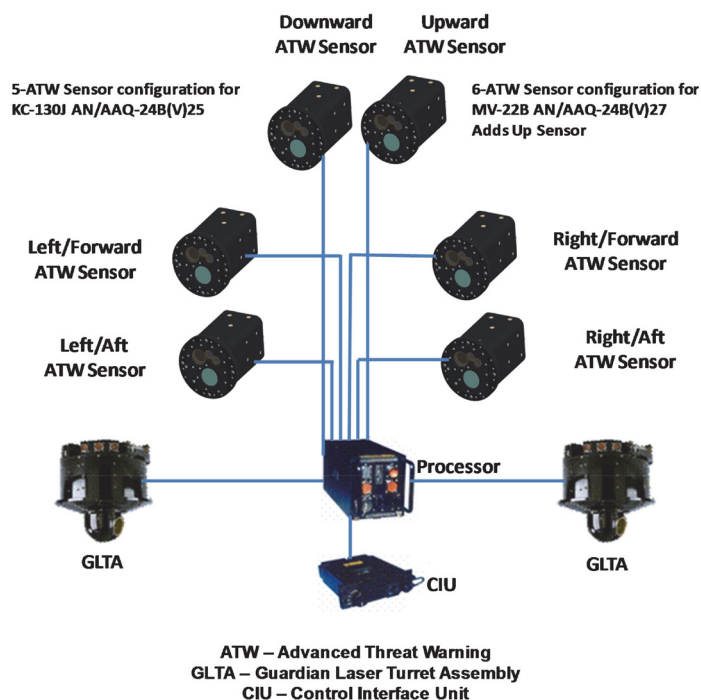 Downward
ATW Sensor
Upward
ATW Sensor
5-ATW Sensor configuration for
KC-130J AN/AAQ-24B(V)25
6-ATW Sensor configuration for
MV-22B AN/AAQ-24B(V)27
Adds Up Sensor
Left/Forward
ATW Sensor
Right/Forward
ATW Sensor
Left/Aft
ATW Sensor
Right/Aft
ATW Sensor
Processor
GLTA
GLTA
CIU
ATW – Advanced Threat Warning
GLTA – Guardian Laser Turret Assembly
CIU – Control Interface Unit